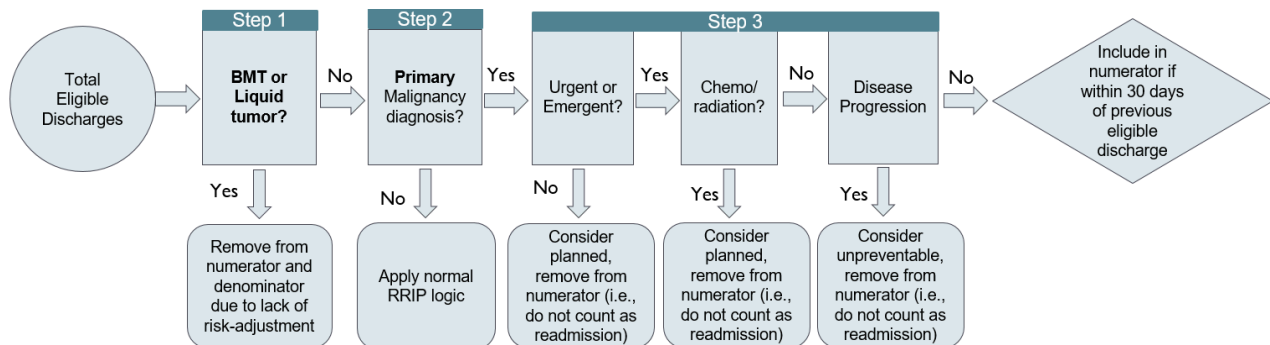 Step 1
Step 2
Step 3
Total
Eligible
Discharges
BMT or
Liquid
tumor?
No
Primary
Malignancy
diagnosis?
Yes
Urgent or
Emergent?
Yes
Chemo/
radiation?
No
Disease
Progression
No
Include in
numerator if
within 30 days
of previous
eligible
discharge
Yes
No
No
Yes
Yes
Remove from
numerator and
denominator
due to lack of
risk-adjustment
Apply normal
RRIP logic
Consider
planned,
remove from
numerator (i.e.,
do not count as
readmission)
Consider
planned,
remove from
numerator (i.e.,
do not count as
readmission)
Consider
unpreventable,
remove from
numerator (i.e.,
do not count as
readmission)